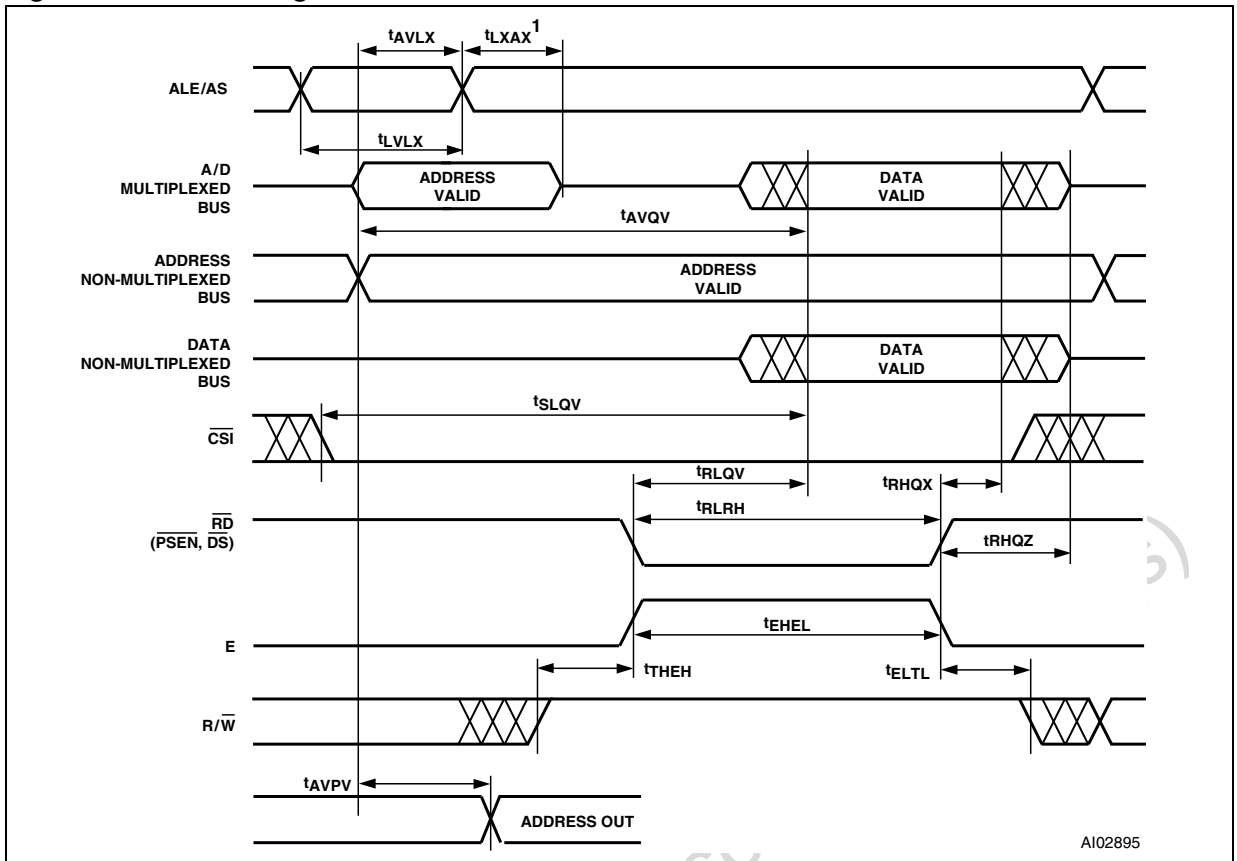 tAVLX tLXAX 1
ALE/AS
tLVLX
A/D
MULTIPLEXED
BUS
ADDRESS
VALID
DATA
VALID
tAVQV
ADDRESS
NON-MULTIPLEXED
BUS
ADDRESS
VALID
DATA
NON-MULTIPLEXED
BUS
DATA
VALID
tSLQV
CSI
tRLQV
tRHQX
tRLRH
RD
(PSEN, DS)
tRHQZ
tEHEL
E
tTHEH
tELTL
R/W
tAVPV
ADDRESS OUT
AI02895